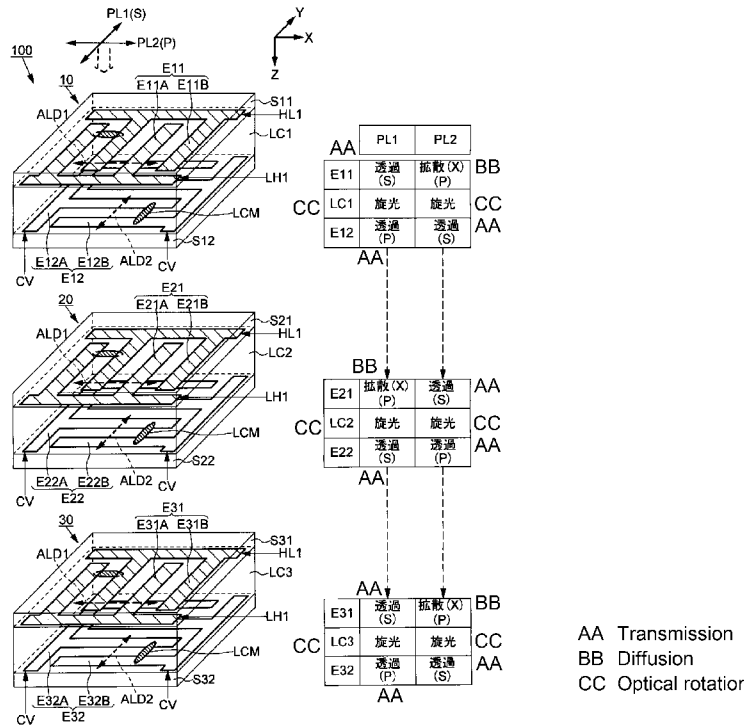 PL1(S)
PL2(P)
Y
X
Z
100
10
E11
E11A E11B
ALD1
S11
HL1
LC1
LH1
LCM
S12
E12A E12B
E12
ALD2
CV
CV
20
E21
E21A E21B
ALD1
S21
HL1
LC2
LH1
LCM
S22
E22A E22B
E22
ALD2
CV
CV
30
E31
E31A E31B
ALD1
S31
HL1
LC3
LH1
LCM
S32
E32A E32B
E32
ALD2
CV
CV
PL1 PL2
AA
E11 透過(S) 拡散(X)(P) BB
CC LC1 旋光 旋光 CC
E12 透過(P) 透過(S) AA
AA
BB
E21 拡散(X)(P) 透過(S) AA
CC LC2 旋光 旋光 CC
E22 透過(S) 透過(P) AA
AA
AA
E31 透過(S) 拡散(X)(P) BB
CC LC3 旋光 旋光 CC
E32 透過(P) 透過(S) AA
AA
AA Transmission
BB Diffusion
CC Optical rotation